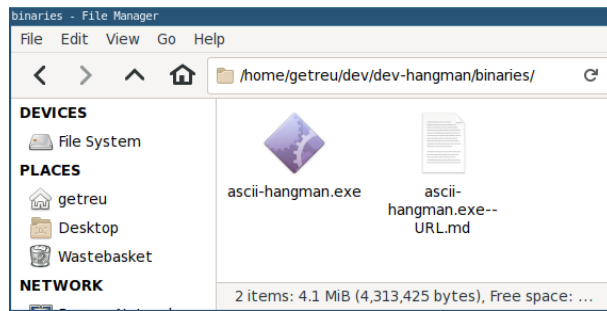 binaries - File Manager
File Edit View Go Help
/home/getreu/dev/dev-hangman/binaries/
DEVICES
File System
PLACES
getreu
Desktop
Wastebasket
NETWORK
ascii-hangman.exe
ascii-
hangman.exe--
URL.md
2 items: 4.1 MiB (4,313,425 bytes), Free space: …